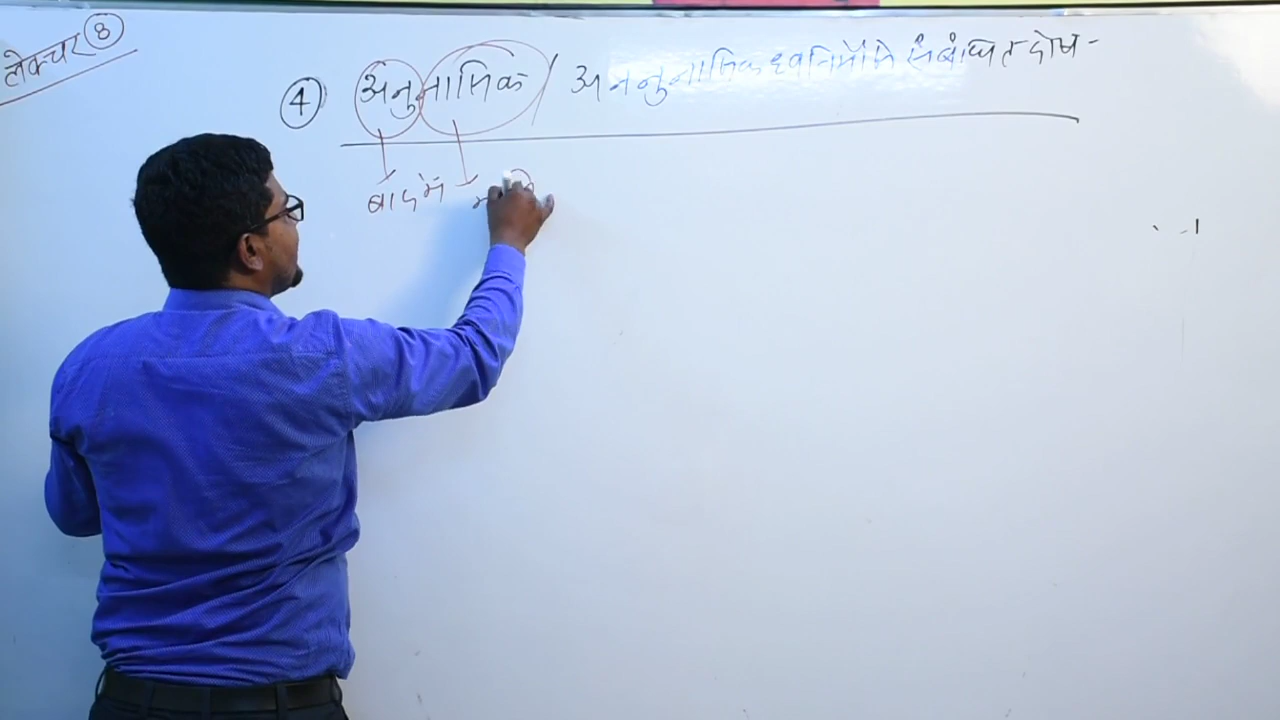 लेक्चर 8
4 अनुनासिक / अननुनासिक ध्वनियों से संबंधित दोष -
बाद में